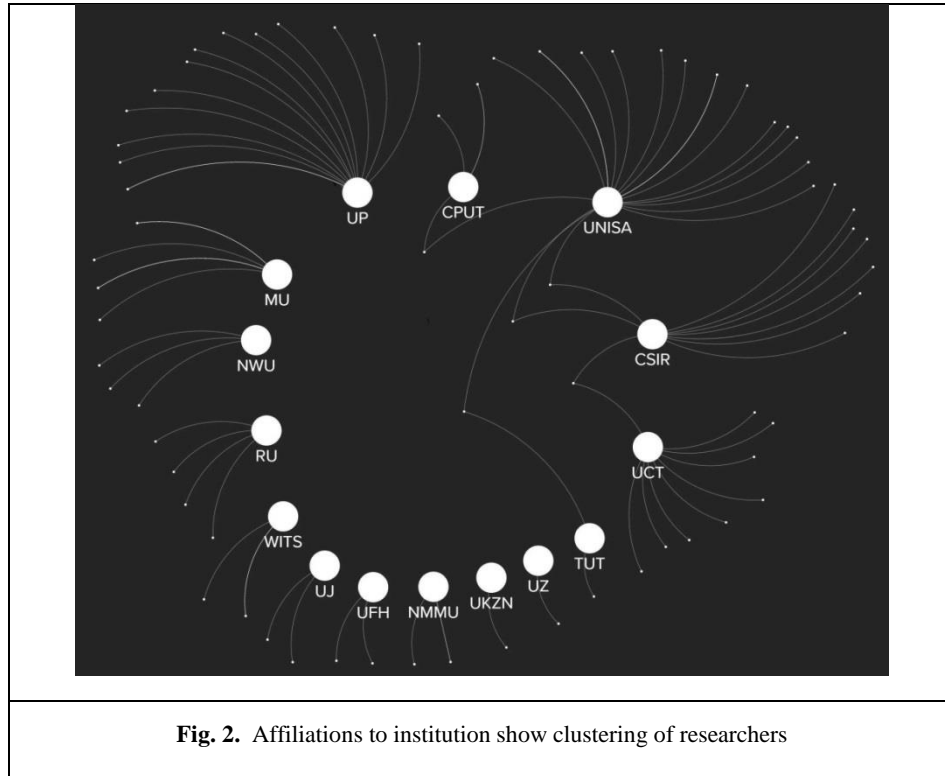 UP
CPUT
UNISA
MU
NWU
CSIR
RU
UCT
WITS
UJ
UFH
NMMU
UKZN
UZ
TUT
Fig. 2. Affiliations to institution show clustering of researchers